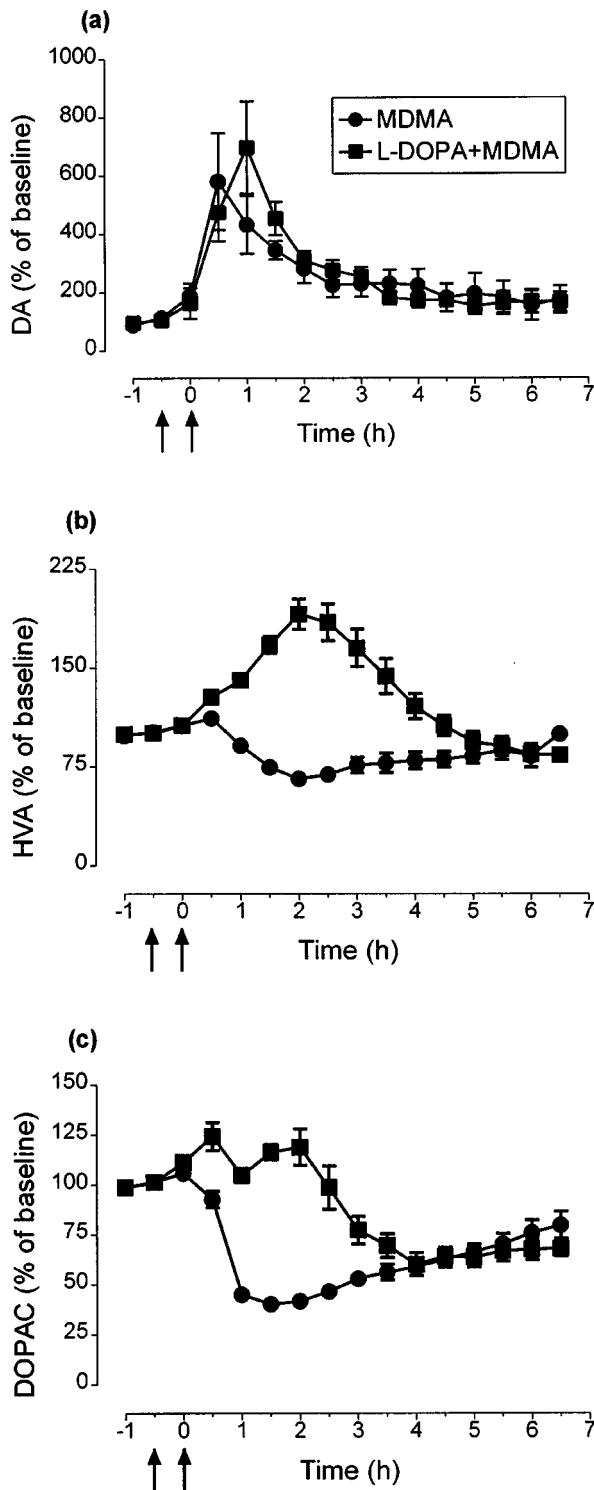 (a)
1000
800
600
400
200
0
DA (% of baseline)
MDMA
L-DOPA+MDMA
-1 0 1 2 3 4 5 6 7
Time (h)
(b)
225
150
75
0
HVA (% of baseline)
-1 0 1 2 3 4 5 6 7
Time (h)
(c)
150
125
100
75
50
25
0
DOPAC (% of baseline)
-1 0 1 2 3 4 5 6 7
Time (h)